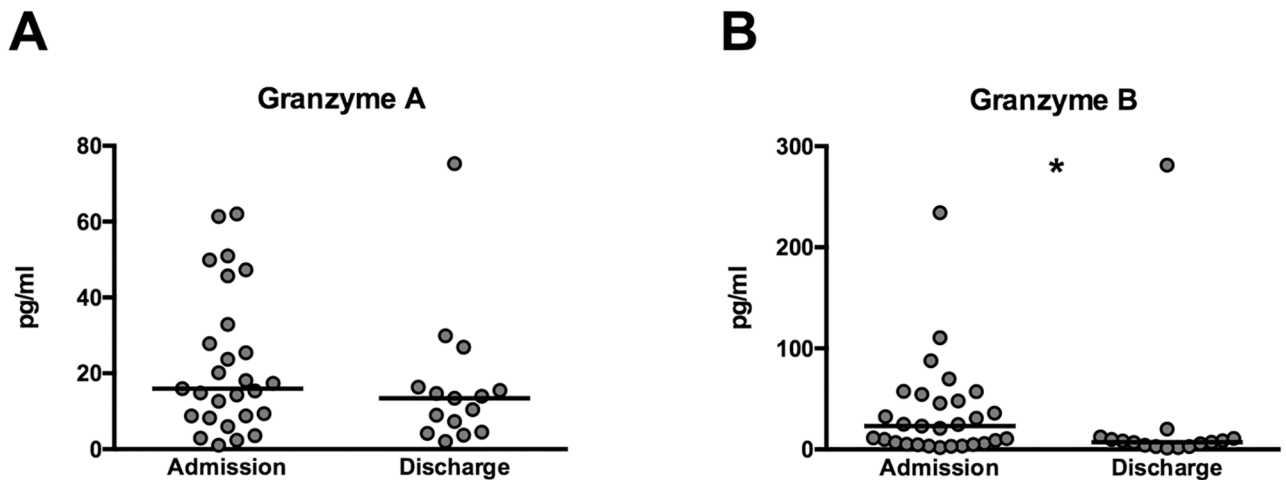 A
Granzyme A
80
60
40
20
0
pg/ml
Admission
Discharge
B
Granzyme B
300
200
100
0
pg/ml
*
Admission
Discharge